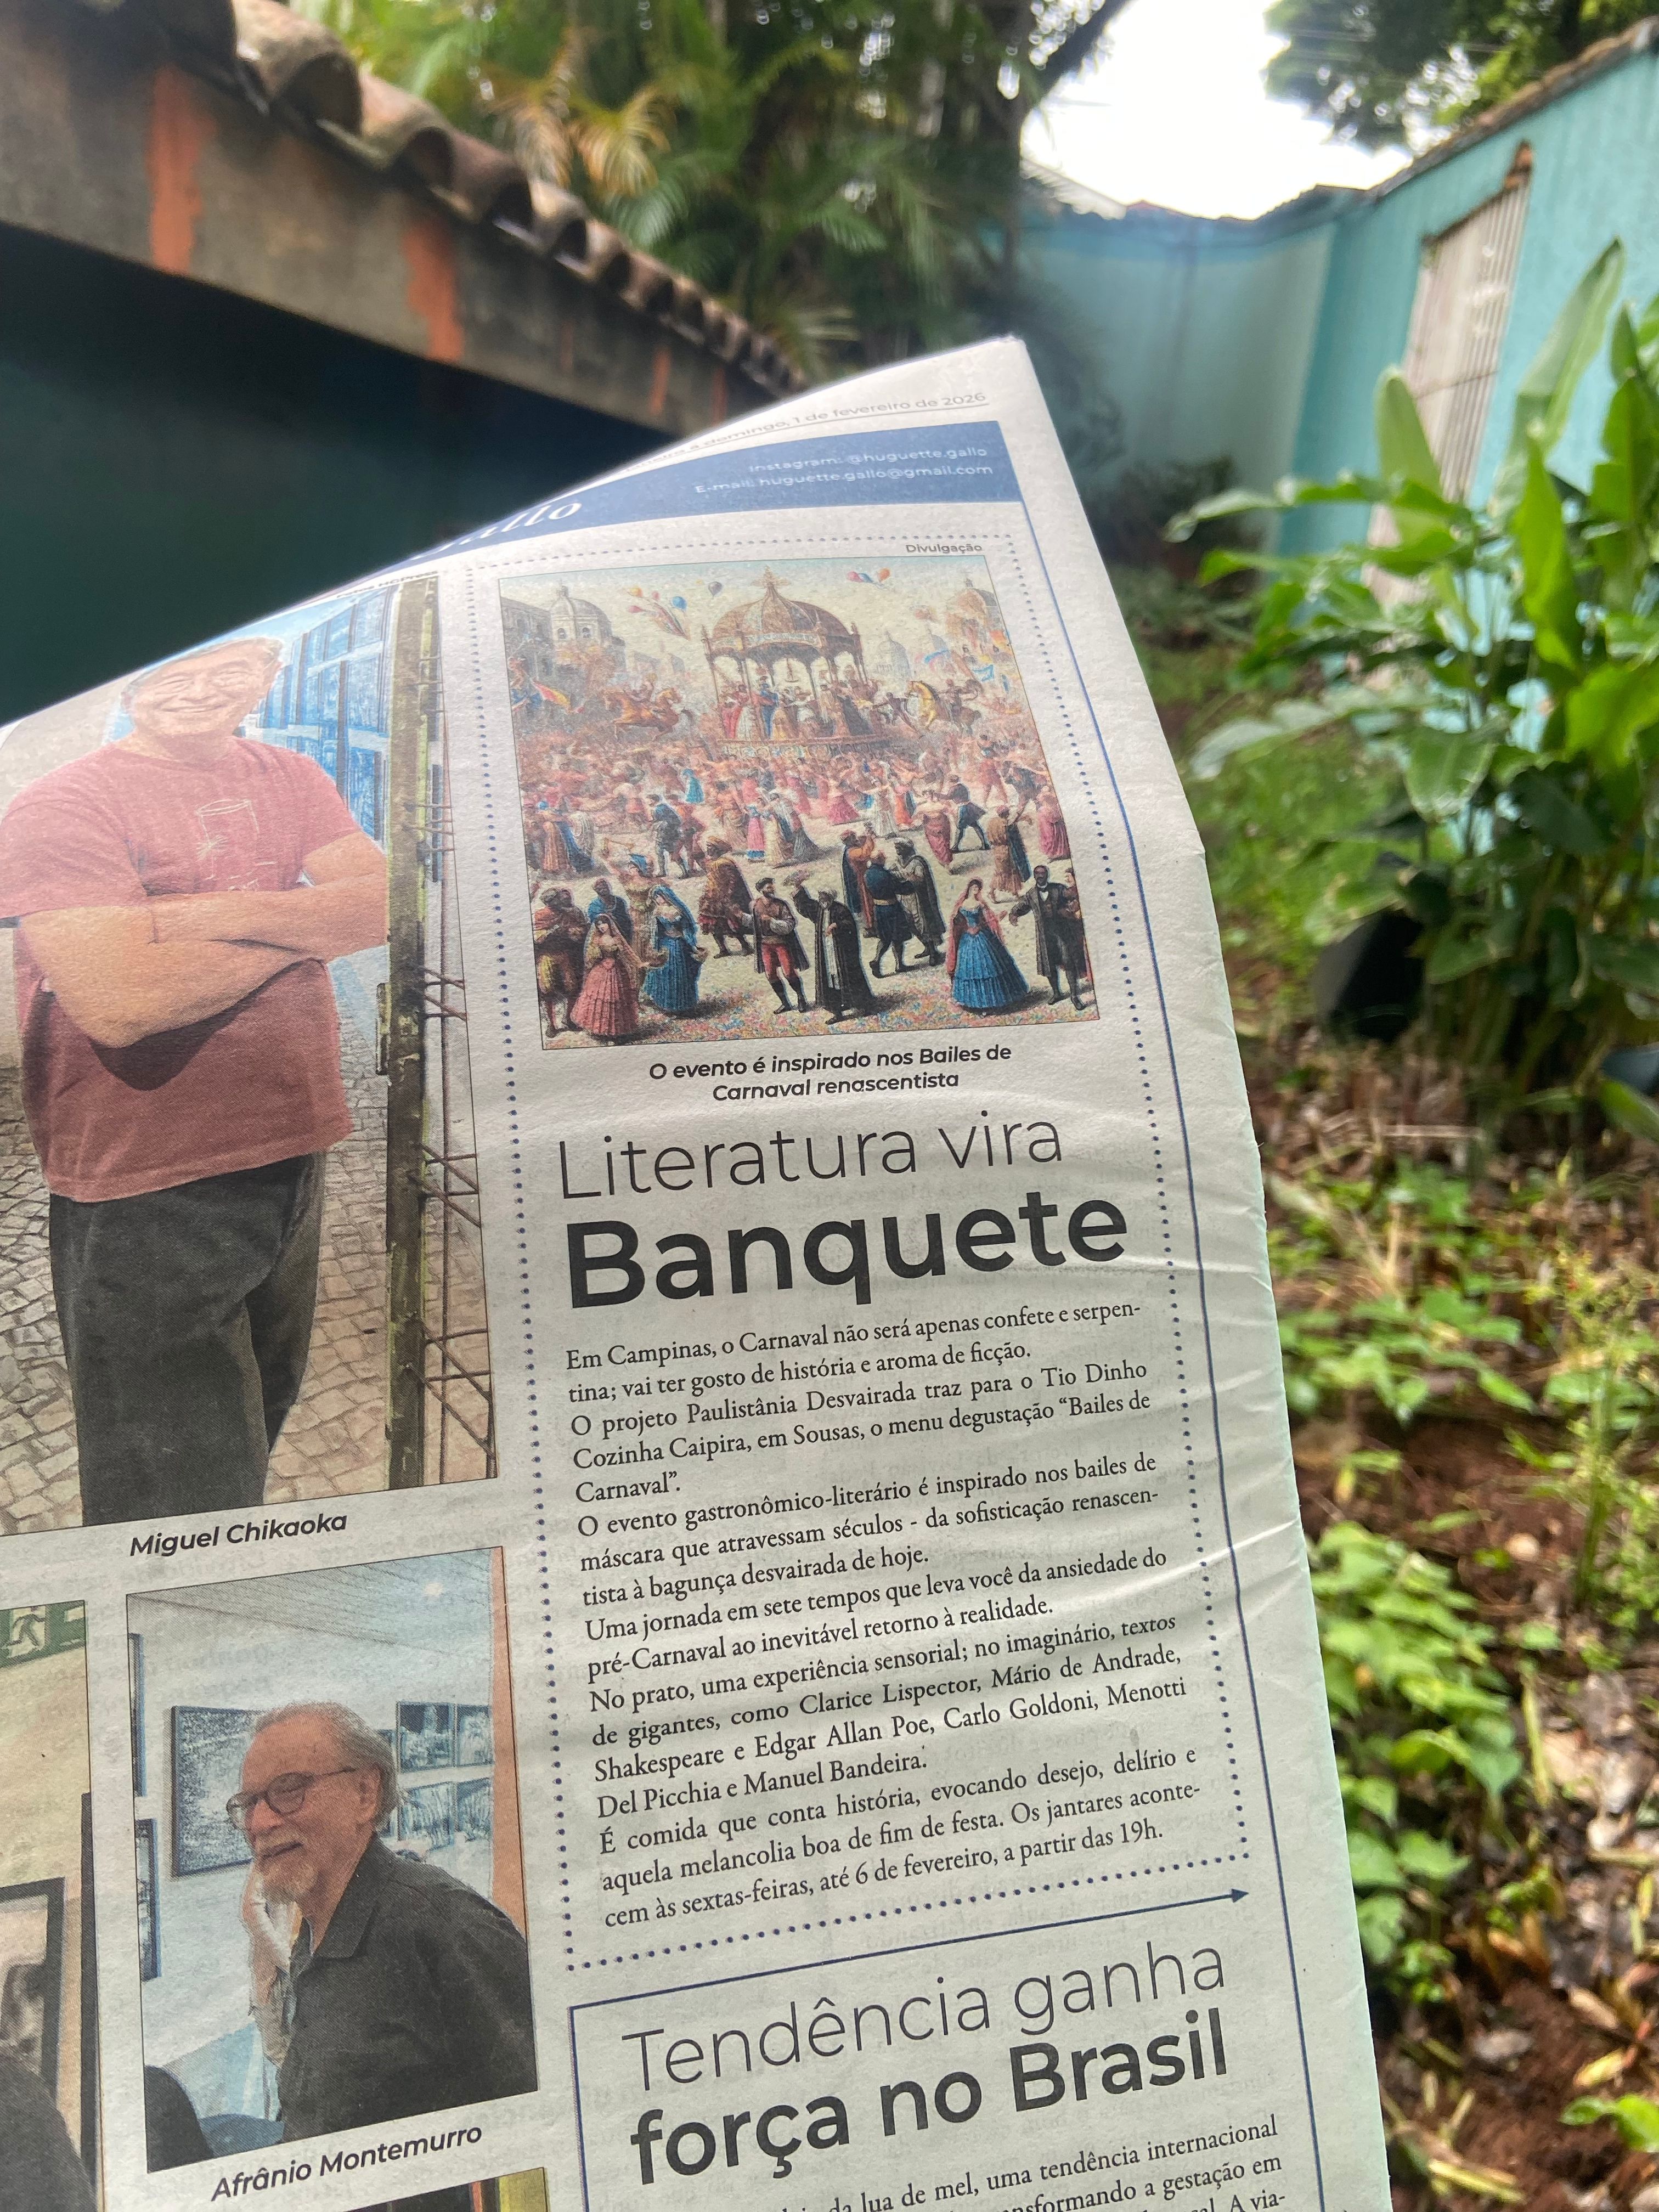 domingo, 1 de fevereiro de 2026
Instagram: @huguette.gallo
E-mail: huguette.gallo@gmail.com
Divulgação
O evento é inspirado nos Bailes de
Carnaval renascentista
Literatura vira
Banquete
Em Campinas, o Carnaval não será apenas confete e serpen-
tina; vai ter gosto de história e aroma de ficção.
O projeto Paulistânia Desvairada traz para o Tio Dinho
Cozinha Caipira, em Sousas, o menu degustação “Bailes de
Carnaval”.
O evento gastronômico-literário é inspirado nos bailes de
máscara que atravessam séculos - da sofisticação renascen-
tista à bagunça desvairada de hoje.
Uma jornada em sete tempos que leva você da ansiedade do
pré-Carnaval ao inevitável retorno à realidade.
No prato, uma experiência sensorial; no imaginário, textos
de gigantes, como Clarice Lispector, Mário de Andrade,
Shakespeare e Edgar Allan Poe, Carlo Goldoni, Menotti
Del Picchia e Manuel Bandeira.
É comida que conta história, evocando desejo, delírio e
aquela melancolia boa de fim de festa. Os jantares aconte-
cem às sextas-feiras, até 6 de fevereiro, a partir das 19h.
Miguel Chikaoka
Afrânio Montemurro
Tendência ganha
força no Brasil
da lua de mel, uma tendência internacional
a gestação em
A via-